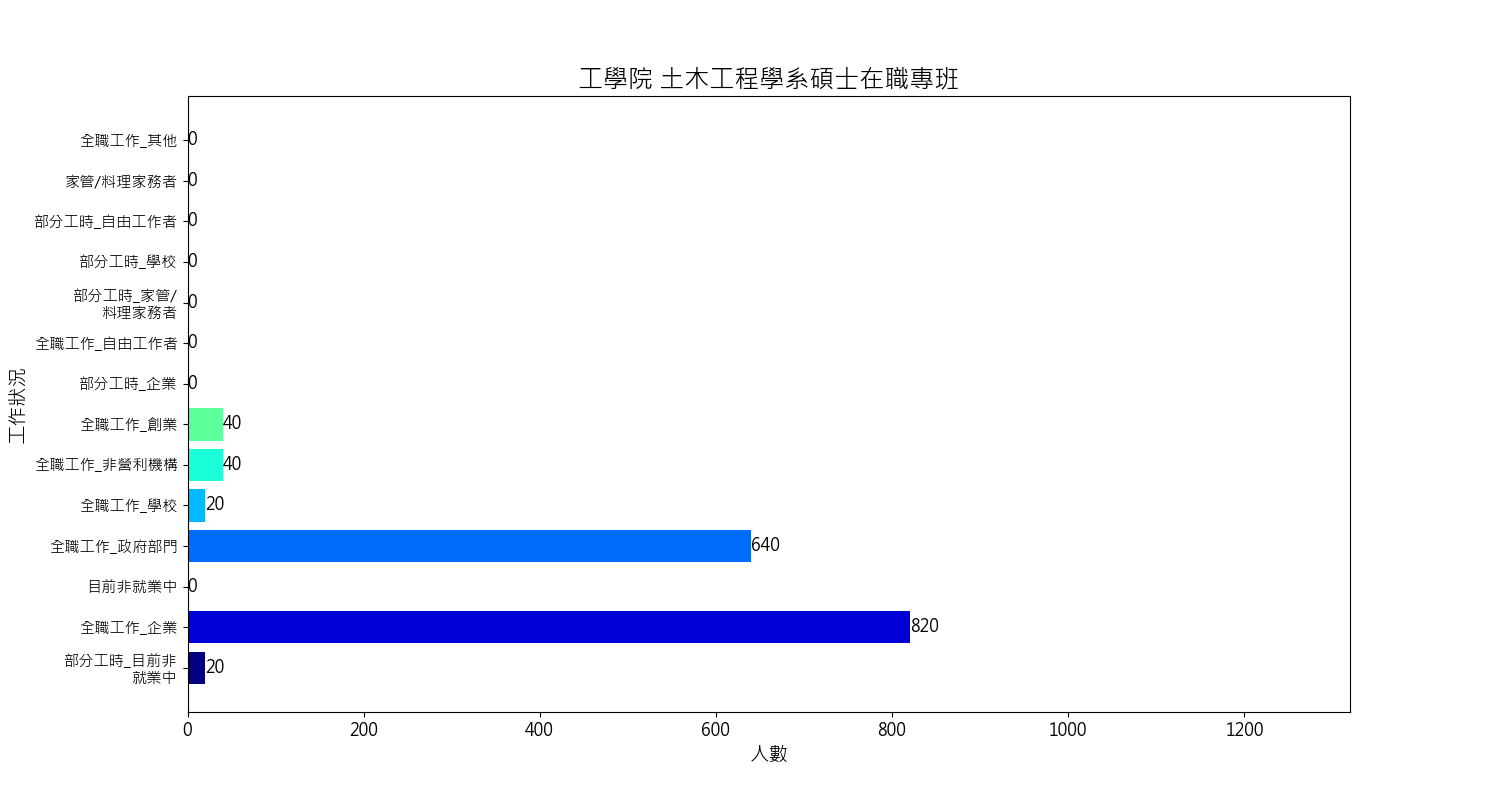 工學院 土木工程學系碩士在職專班
工作狀況
全職工作_其他
0
家管/料理家務者
0
部分工時_自由工作者
0
部分工時_學校
0
部分工時_家管/
料理家務者
0
全職工作_自由工作者
0
部分工時_企業
0
全職工作_創業
40
全職工作_非營利機構
40
全職工作_學校
20
全職工作_政府部門
640
目前非就業中
0
全職工作_企業
820
部分工時_目前非
就業中
20
0 200 400 600 800 1000 1200
人數